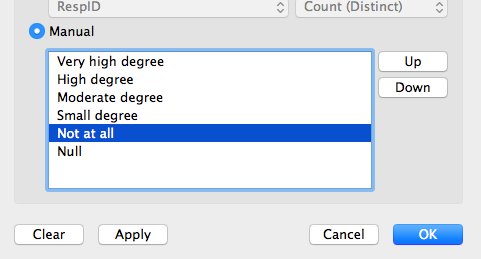 RespID Count (Distinct)
Manual
Very high degree
High degree
Moderate degree
Small degree
Not at all
Null
Up
Down
Clear Apply Cancel OK